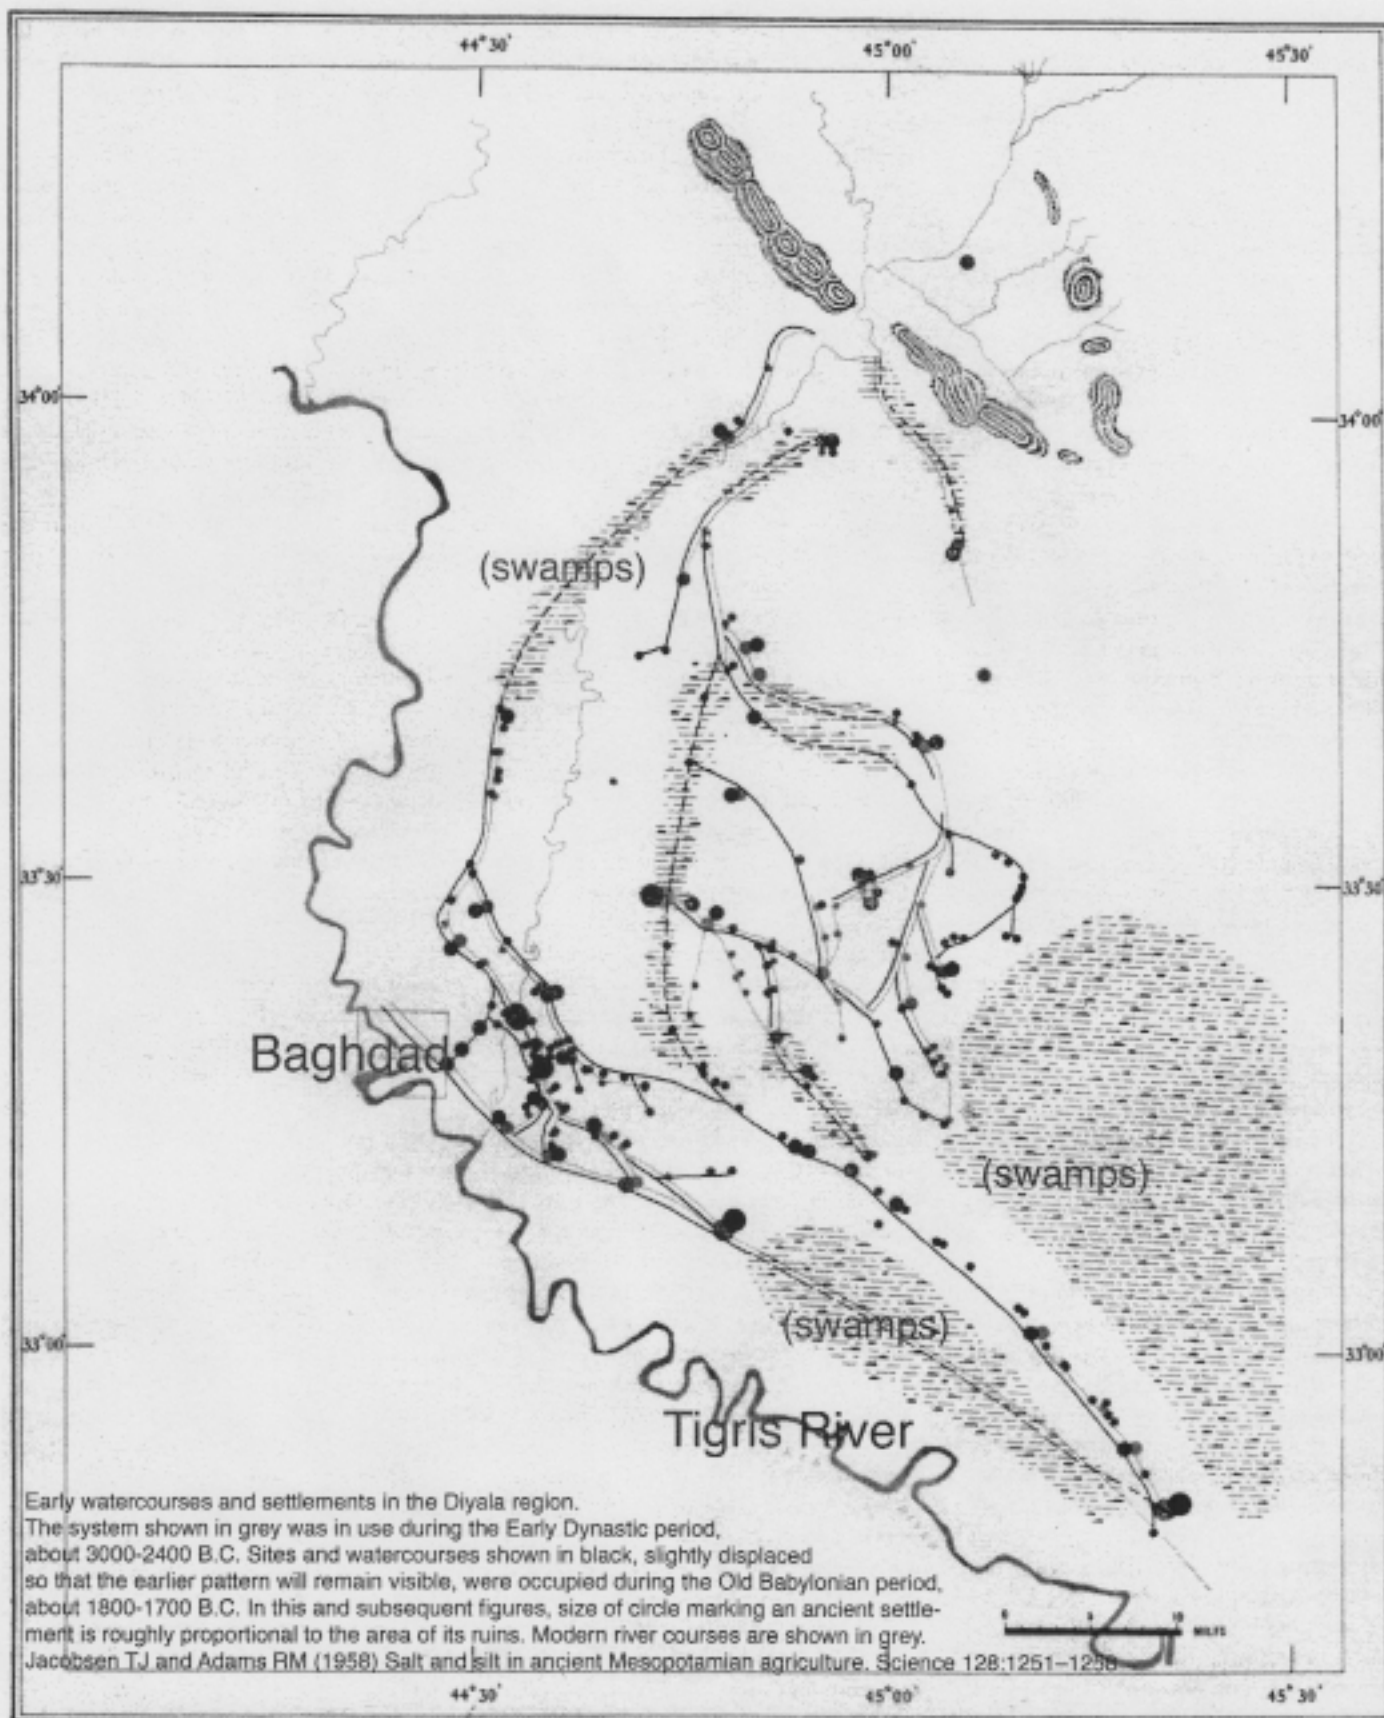 44°30' 45°00' 45°30'
34°00' 34°00'
(swamps)
33°30' 33°30'
Baghdad
(swamps)
(swamps)
33°00' 33°00'
Tigris River
RIVER
Early watercourses and settlements in the Diyala region.
The system shown in grey was in use during the Early Dynastic period,
about 3000-2400 B.C. Sites and watercourses shown in black, slightly displaced
so that the earlier pattern will remain visible, were occupied during the Old Babylonian period,
about 1800-1700 B.C. In this and subsequent figures, size of circle marking an ancient settle-
ment is roughly proportional to the area of its ruins. Modern river courses are shown in grey.
0 5 10 MILES
Jacobsen TJ and Adams RM (1958) Salt and silt in ancient Mesopotamian agriculture. Science 128:1251–1258
44°30' 45°00' 45°30'